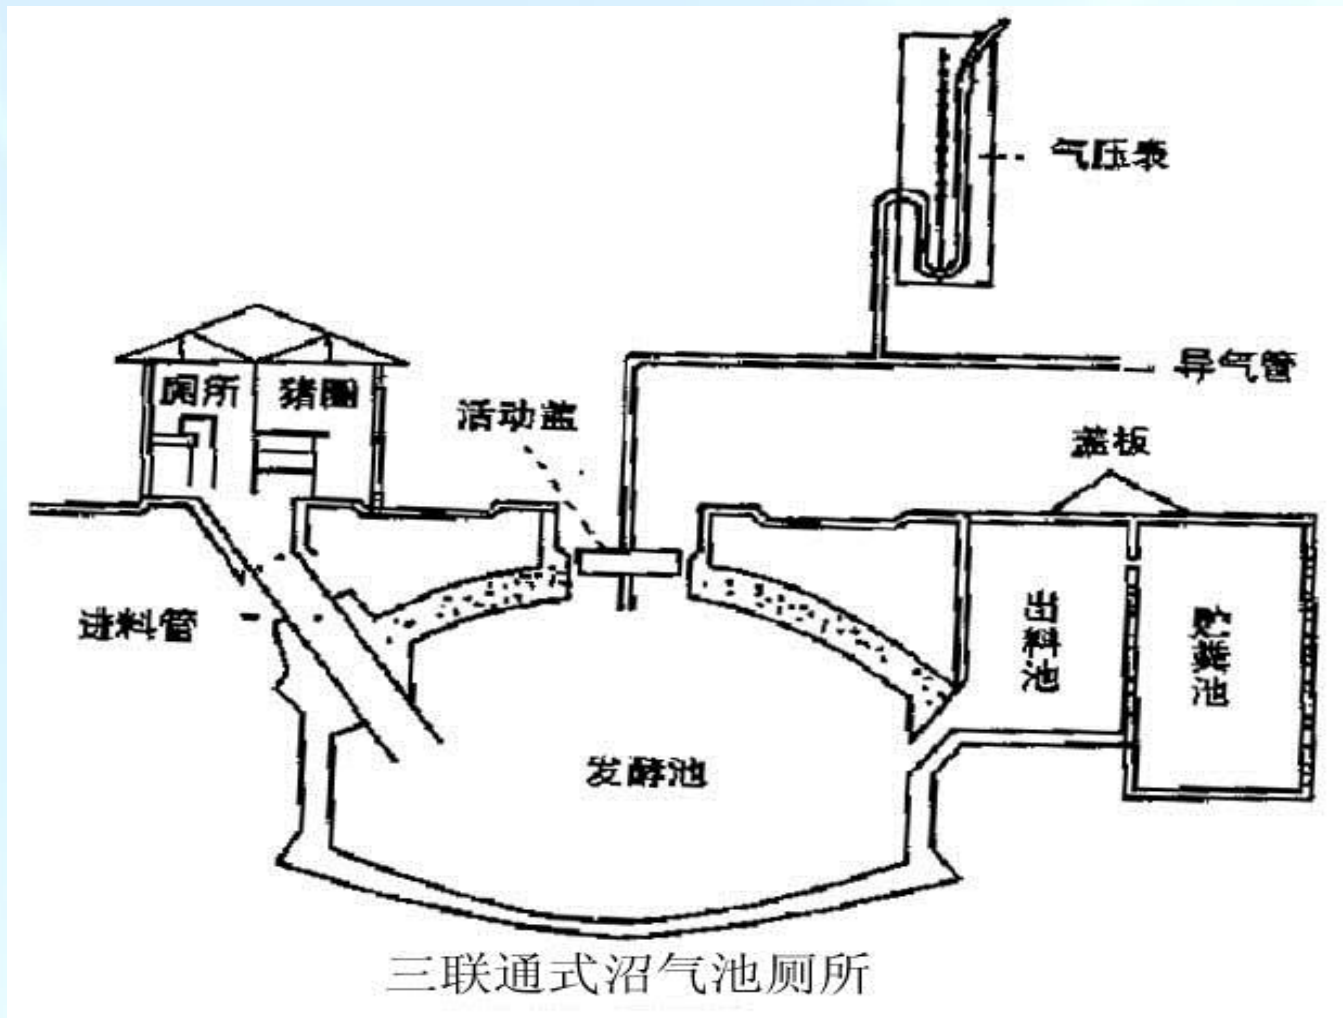 气压表
导气管
厕所
猪圈
活动盖
盖板
进料管
出料池
贮粪池
发酵池
三联通式沼气池厕所